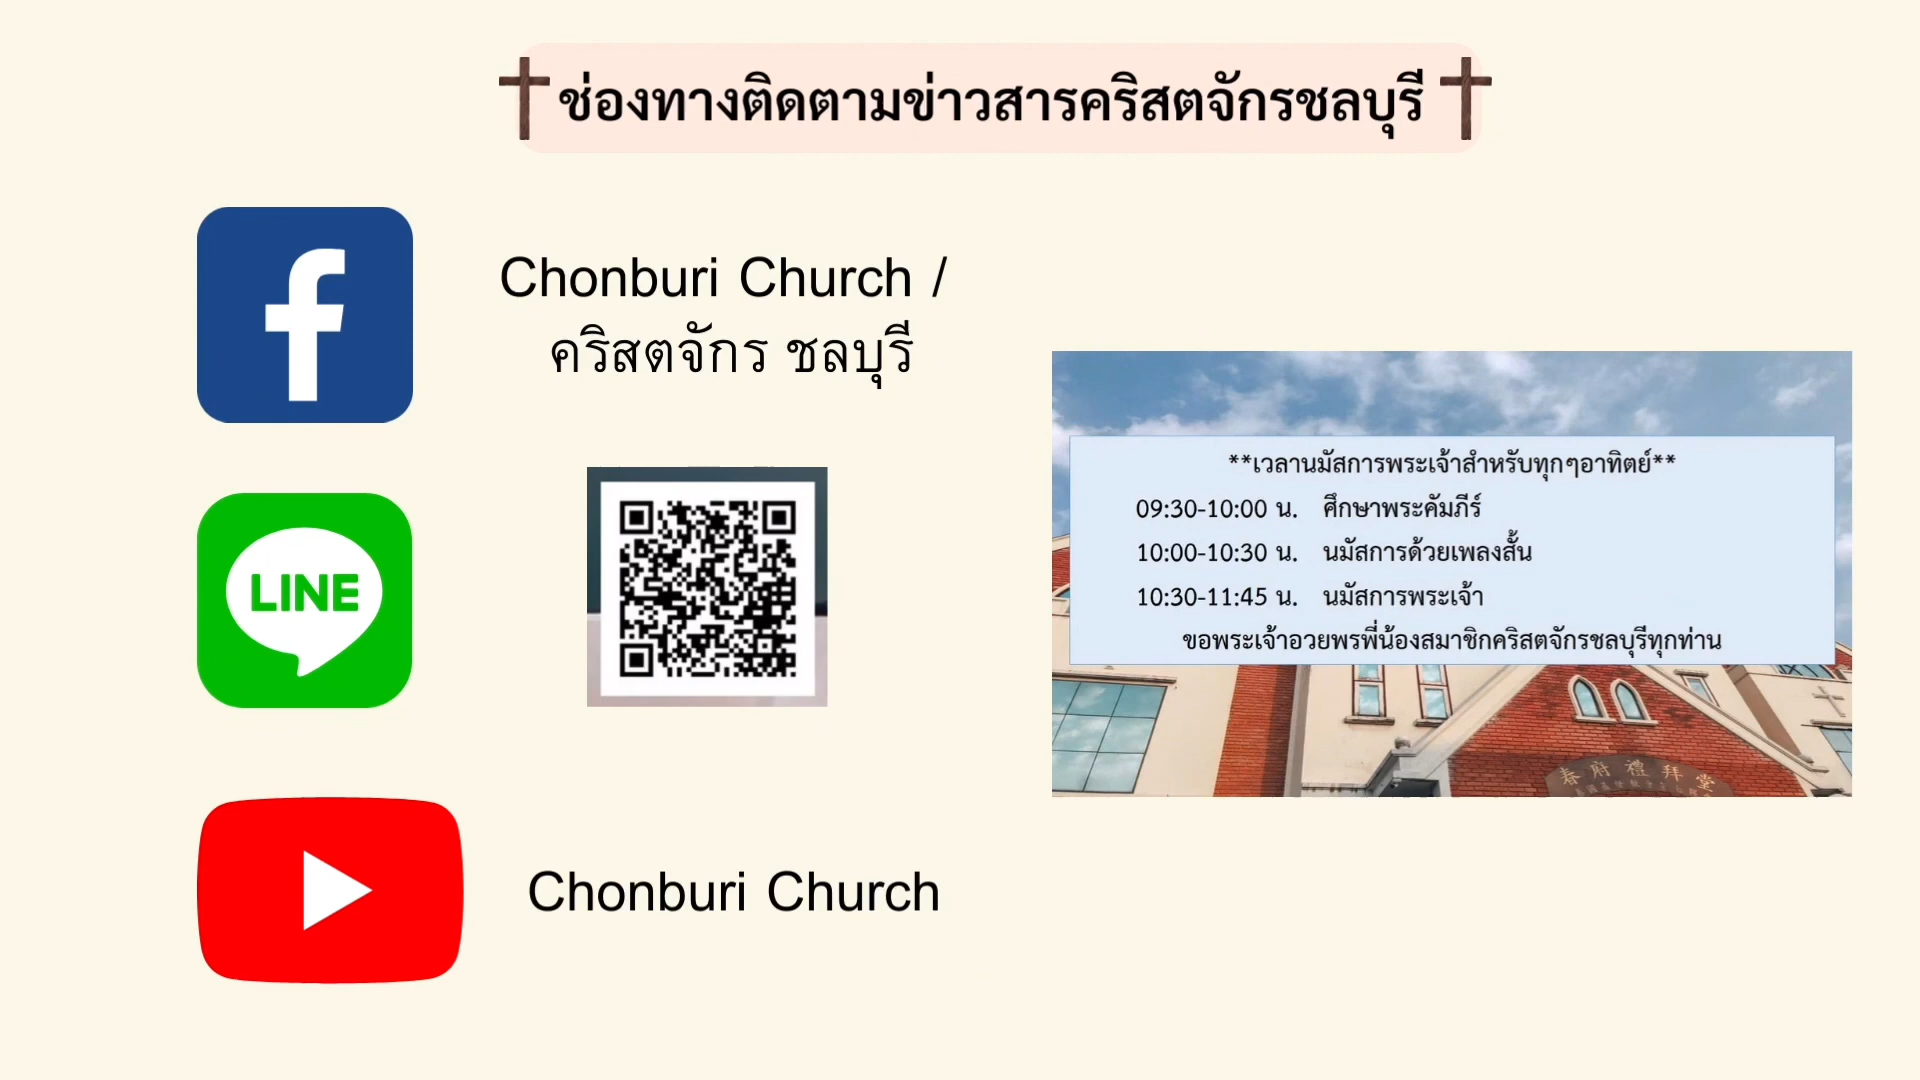 ช่องทางติดตามข่าวสารคริสตจักรชลบุรี
Chonburi Church /
คริสตจักร ชลบุรี
LINE
Chonburi Church
**เวลานมัสการพระเจ้าสำหรับทุกๆอาทิตย์**
09:30-10:00 น. ศึกษาพระคัมภีร์
10:00-10:30 น. นมัสการด้วยเพลงสั้น
10:30-11:45 น. นมัสการพระเจ้า
ขอพระเจ้าอวยพรพี่น้องสมาชิกคริสตจักรชลบุรีทุกท่าน
春府禮拜堂